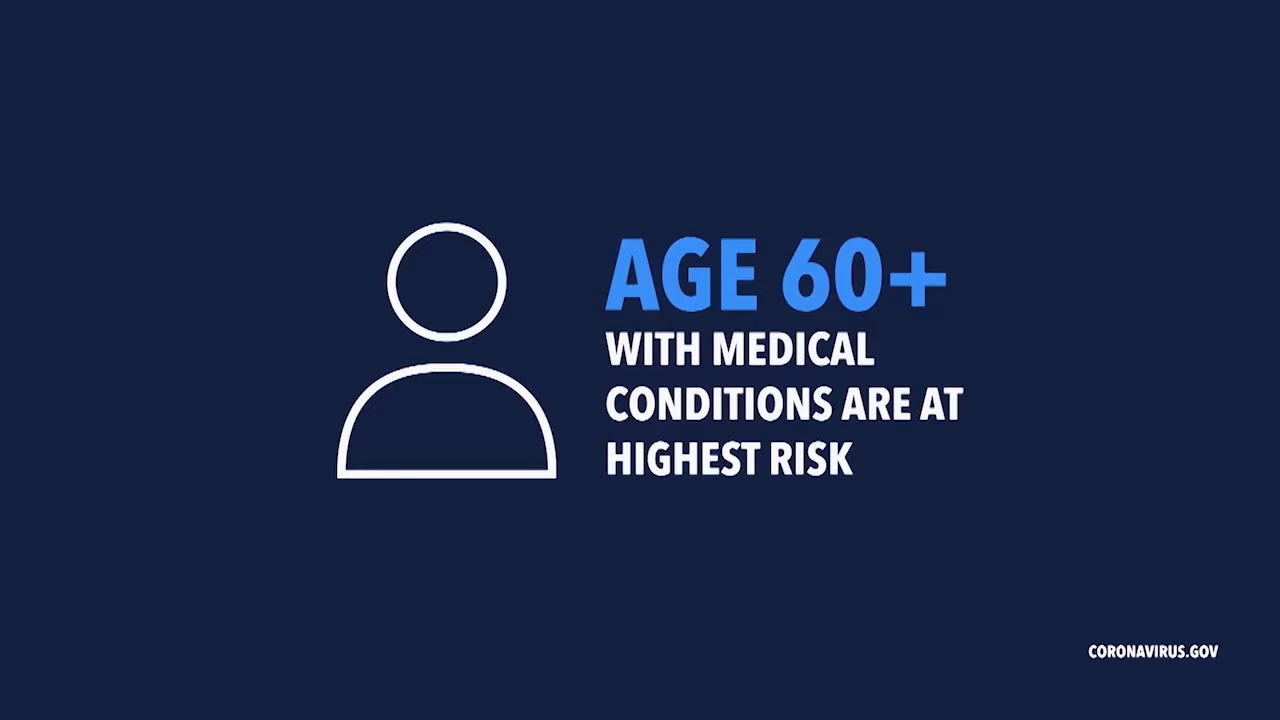 AGE 60+
WITH MEDICAL
CONDITIONS ARE AT
HIGHEST RISK
CORONAVIRUS.GOV